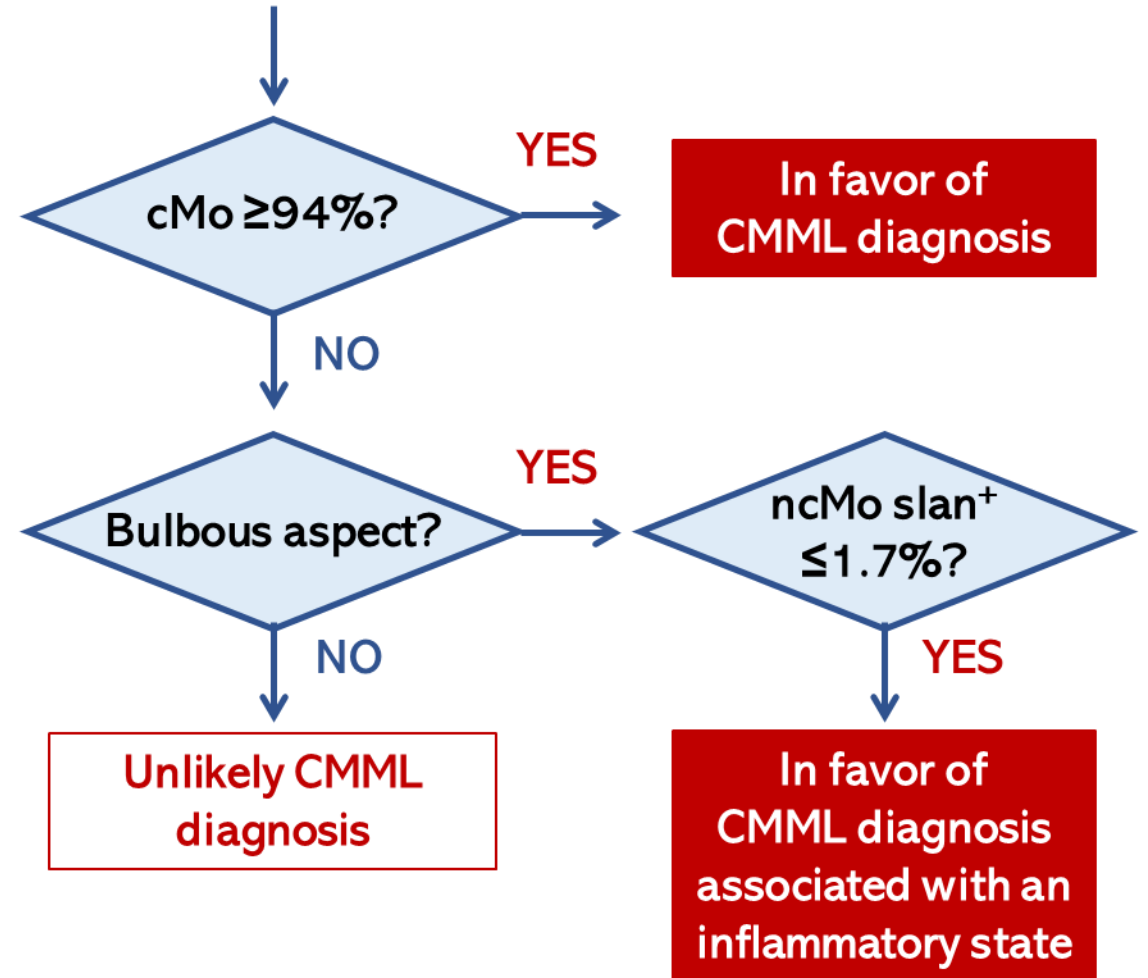 cMo ≥94%?
YES
In favor of
CMML diagnosis
NO
Bulbous aspect?
YES
ncMo slan⁺
≤1.7%?
NO
YES
Unlikely CMML
diagnosis
In favor of
CMML diagnosis
associated with an
inflammatory state